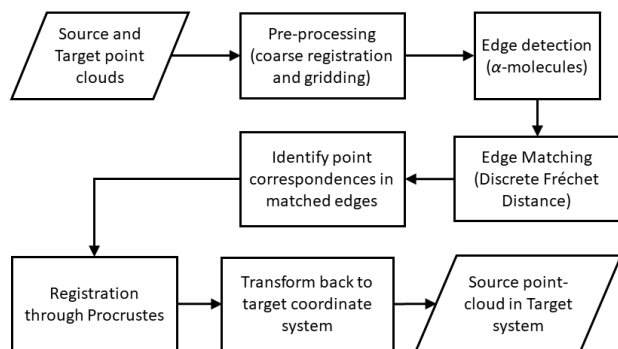 Source and
Target point
clouds
Pre-processing
(coarse registration
and gridding)
Edge detection
(α-molecules)
Edge Matching
(Discrete Fréchet
Distance)
Identify point
correspondences in
matched edges
Registration
through Procrustes
Transform back to
target coordinate
system
Source point-
cloud in Target
system